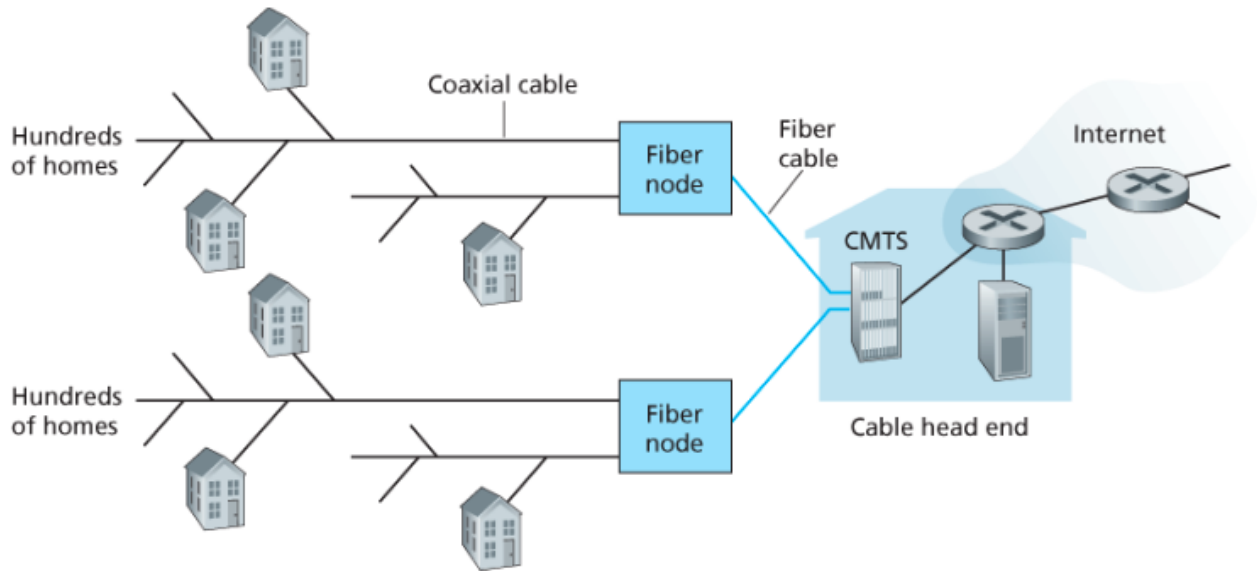 Coaxial cable
Hundreds
of homes
Fiber
node
Fiber
cable
Internet
CMTS
Hundreds
of homes
Fiber
node
Cable head end